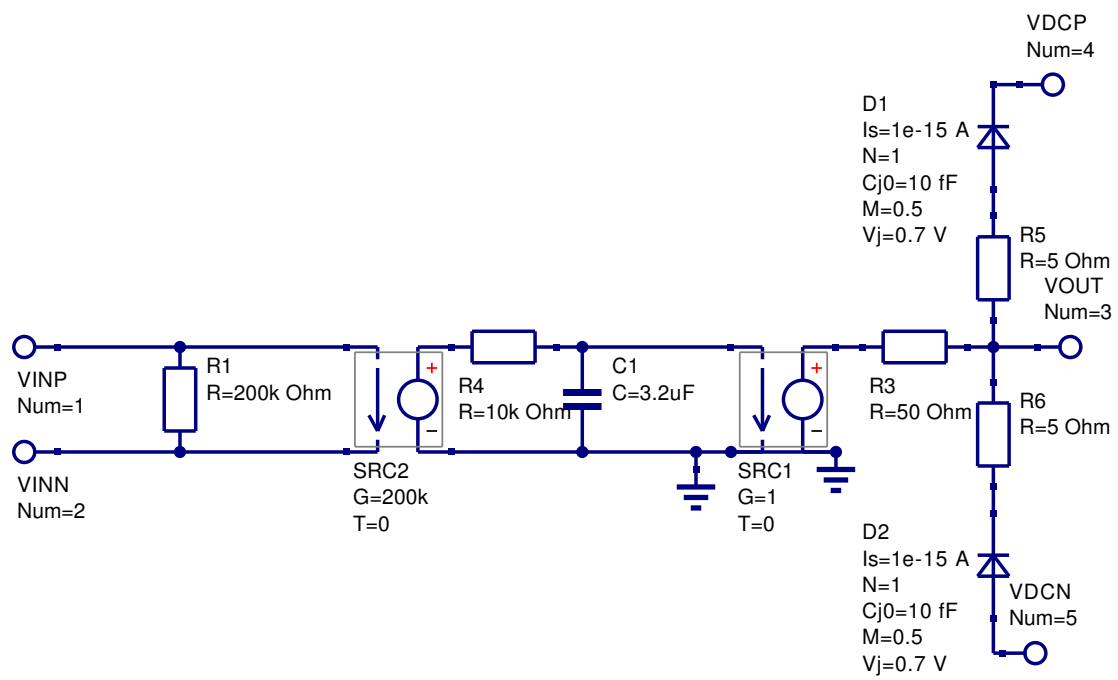 VDCP
Num=4
D1
Is=1e-15 A
N=1
Cj0=10 fF
M=0.5
Vj=0.7 V
R5
R=5 Ohm
VOUT
Num=3
VINP
Num=1
R1
R=200k Ohm
+
−
R4
R=10k Ohm
C1
C=3.2uF
+
−
R3
R=50 Ohm
R6
R=5 Ohm
VINN
Num=2
SRC2
G=200k
T=0
SRC1
G=1
T=0
D2
Is=1e-15 A
N=1
Cj0=10 fF
M=0.5
Vj=0.7 V
VDCN
Num=5